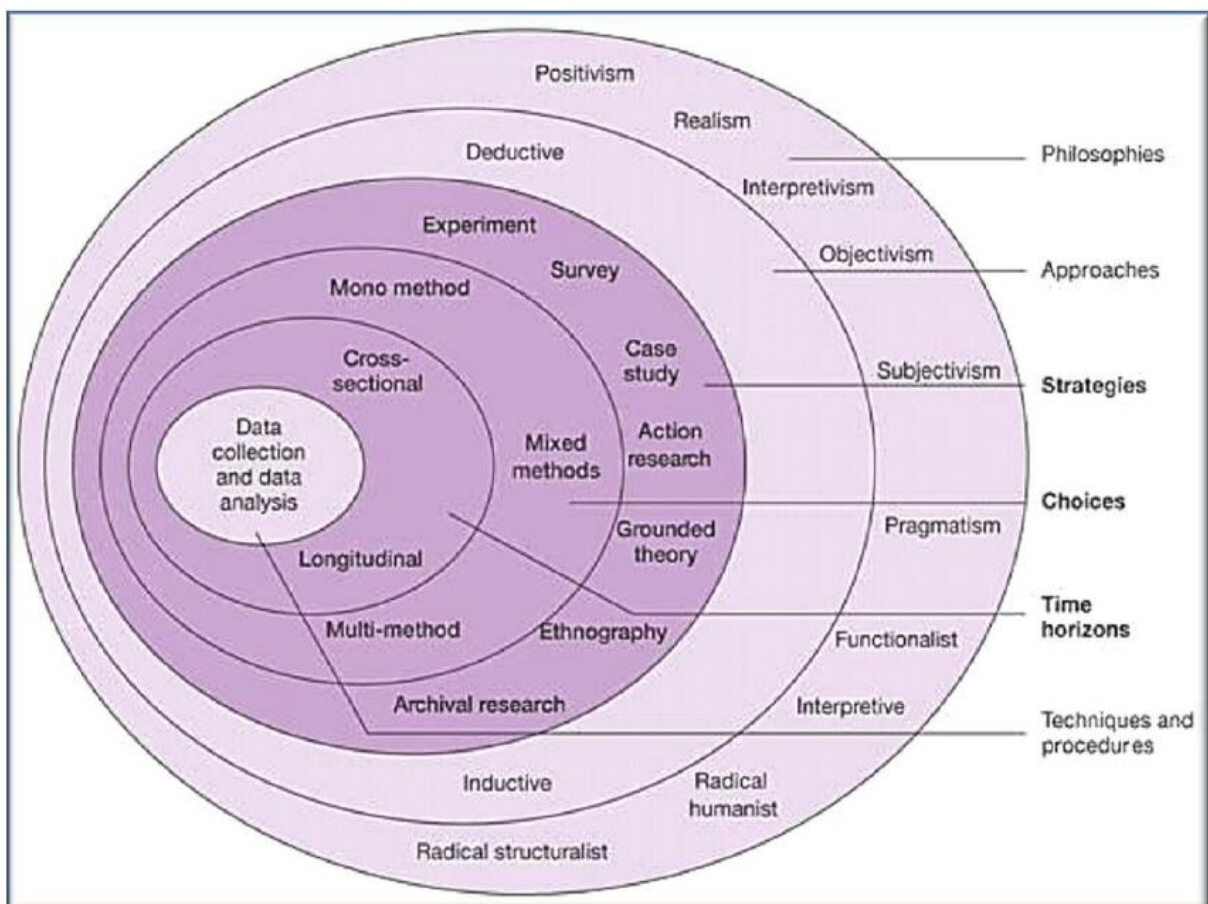 Positivism
Realism
Philosophies
Deductive
Interpretivism
Experiment
Objectivism
Survey
Approaches
Mono method
Case
study
Cross-
sectional
Subjectivism
Strategies
Data
collection
and data
analysis
Mixed
methods
Action
research
Choices
Pragmatism
Grounded
theory
Longitudinal
Time
horizons
Multi-method
Ethnography
Functionalist
Archival research
Interpretive
Techniques and
procedures
Inductive
Radical
humanist
Radical structuralist